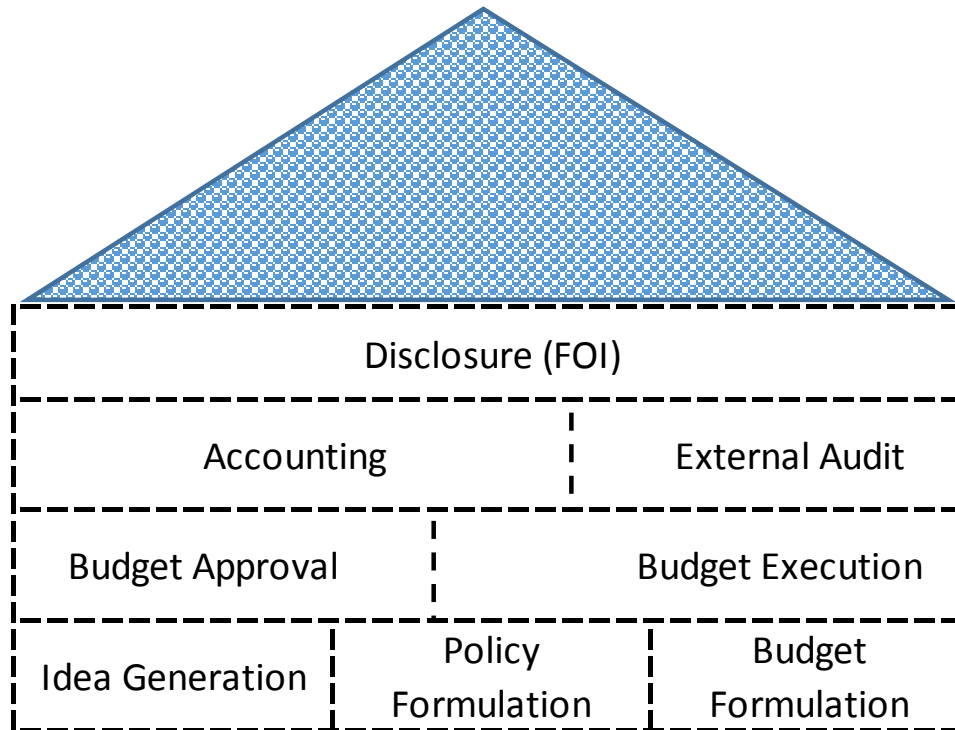 Disclosure (FOI)
Accounting
External Audit
Budget Approval
Budget Execution
Idea Generation
Policy
Formulation
Budget
Formulation